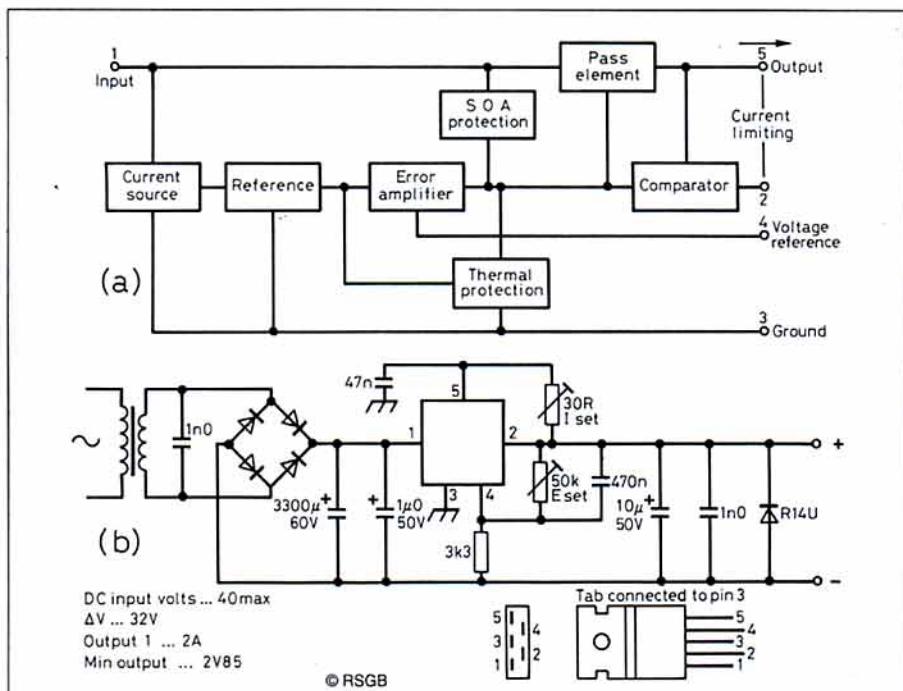 1
Input
Pass
element
5
Output
S O A
protection
Current
limiting
Current
source
Reference
Error
amplifier
Comparator
2
4
Voltage
reference
(a)
Thermal
protection
3
Ground
47n
5
30R
I set
1n0
1
2
3
4
50k
E set
470n
3300µ +
60V
1µ0
50V
+
10µ +
50V
1n0
R14U
+
(b)
3k3
-
DC input volts ... 40max
ΔV ... 32V
Output 1 ... 2A
Min output ... 2V85
Tab connected to pin 3
5
4
3
2
1
5
4
3
2
1
© RSGB